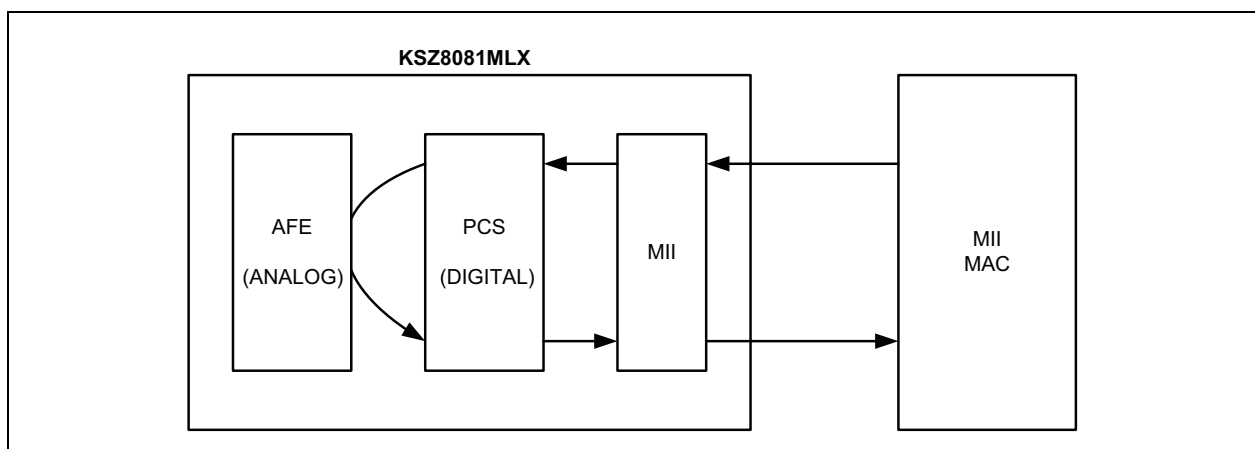 KSZ8081MLX
AFE
(ANALOG)
PCS
(DIGITAL)
MII
MII
MAC